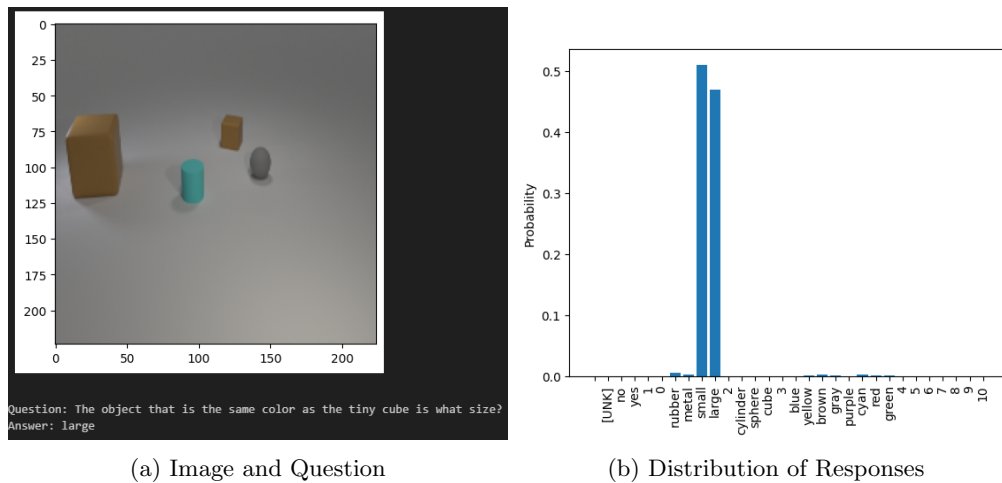 0
25
50
75
100
125
150
175
200
0 50 100 150 200
Question: The object that is the same color as the tiny cube is what size?
Answer: large
(a) Image and Question
Probability
0.5
0.4
0.3
0.2
0.1
0.0
[UNK]
no
yes
1
0
rubber
metal
small
large
2
cylinder
sphere
cube
3
blue
yellow
brown
gray
purple
cyan
red
green
4
5
6
7
8
9
10
(b) Distribution of Responses